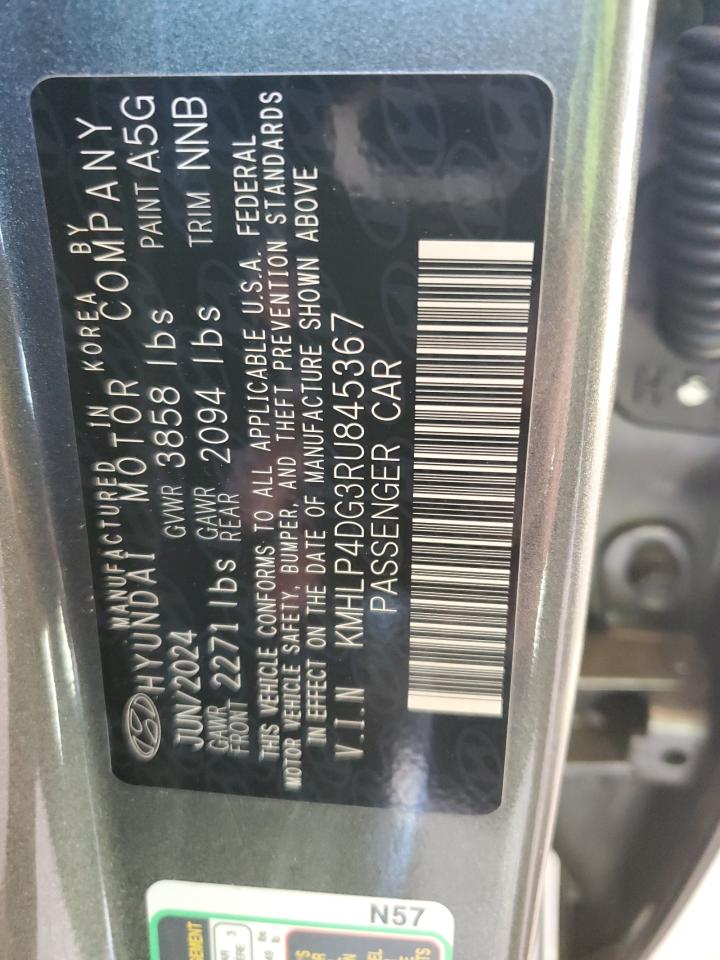 MANUFACTURED IN KOREA BY
HYUNDAI MOTOR COMPANY
JUN/2024 GVWR 3858 lbs PAINT A5G
GAWR FRONT 2271 lbs GAWR REAR 2094 lbs TRIM NNB
THIS VEHICLE CONFORMS TO ALL APPLICABLE U.S.A. FEDERAL
MOTOR VEHICLE SAFETY, BUMPER, AND THEFT PREVENTION STANDARDS
IN EFFECT ON THE DATE OF MANUFACTURE SHOWN ABOVE
V.I.N KMHLP4DG3RU845367
PASSENGER CAR
N57